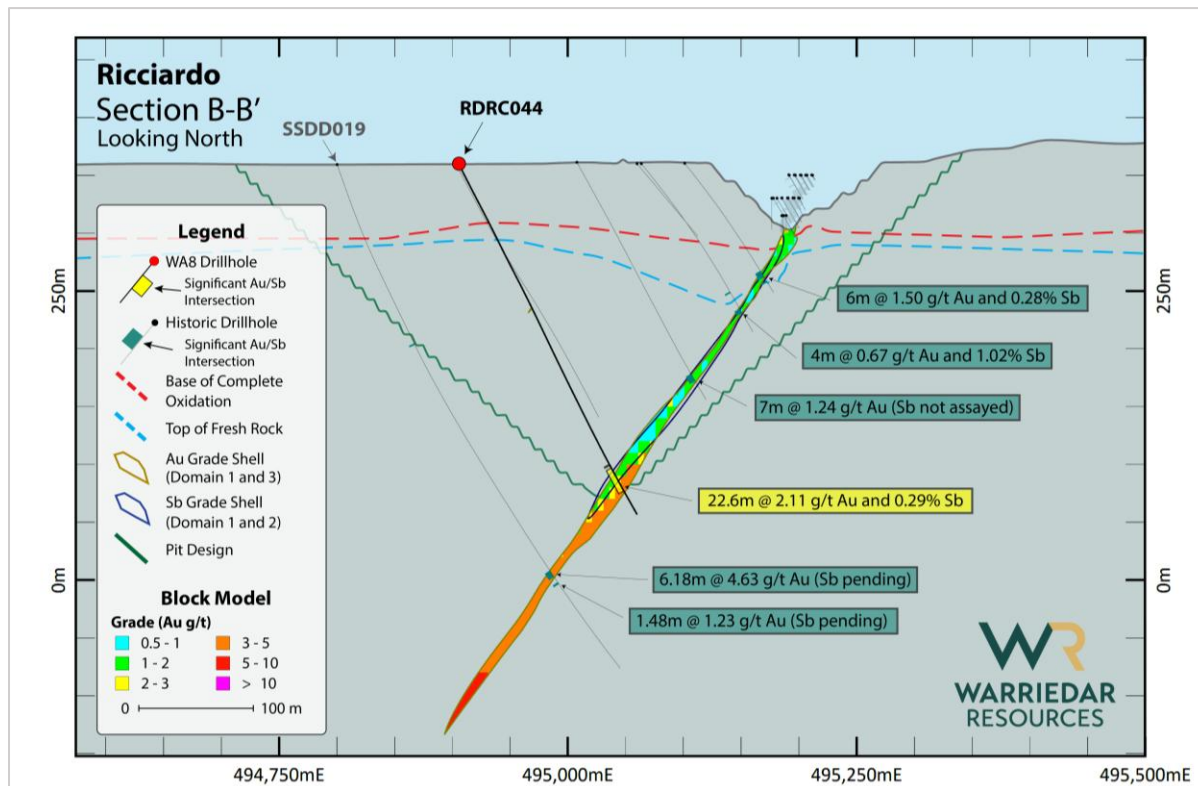 Ricciardo
Section B-B'
Looking North
SSDD019
RDRC044
Legend
WA8 Drillhole
Significant Au/Sb
Intersection
Historic Drillhole
Significant Au/Sb
Intersection
Base of Complete
Oxidation
Top of Fresh Rock
Au Grade Shell
(Domain 1 and 3)
Sb Grade Shell
(Domain 1 and 2)
Pit Design
Block Model
Grade (Au g/t)
0.5 - 1
3 - 5
1 - 2
5 - 10
2 - 3
> 10
0
100 m
250m
0m
6m @ 1.50 g/t Au and 0.28% Sb
4m @ 0.67 g/t Au and 1.02% Sb
7m @ 1.24 g/t Au (Sb not assayed)
22.6m @ 2.11 g/t Au and 0.29% Sb
6.18m @ 4.63 g/t Au (Sb pending)
1.48m @ 1.23 g/t Au (Sb pending)
250m
0m
WR
WARRIEDAR
RESOURCES
494,750mE
495,000mE
495,250mE
495,500mE